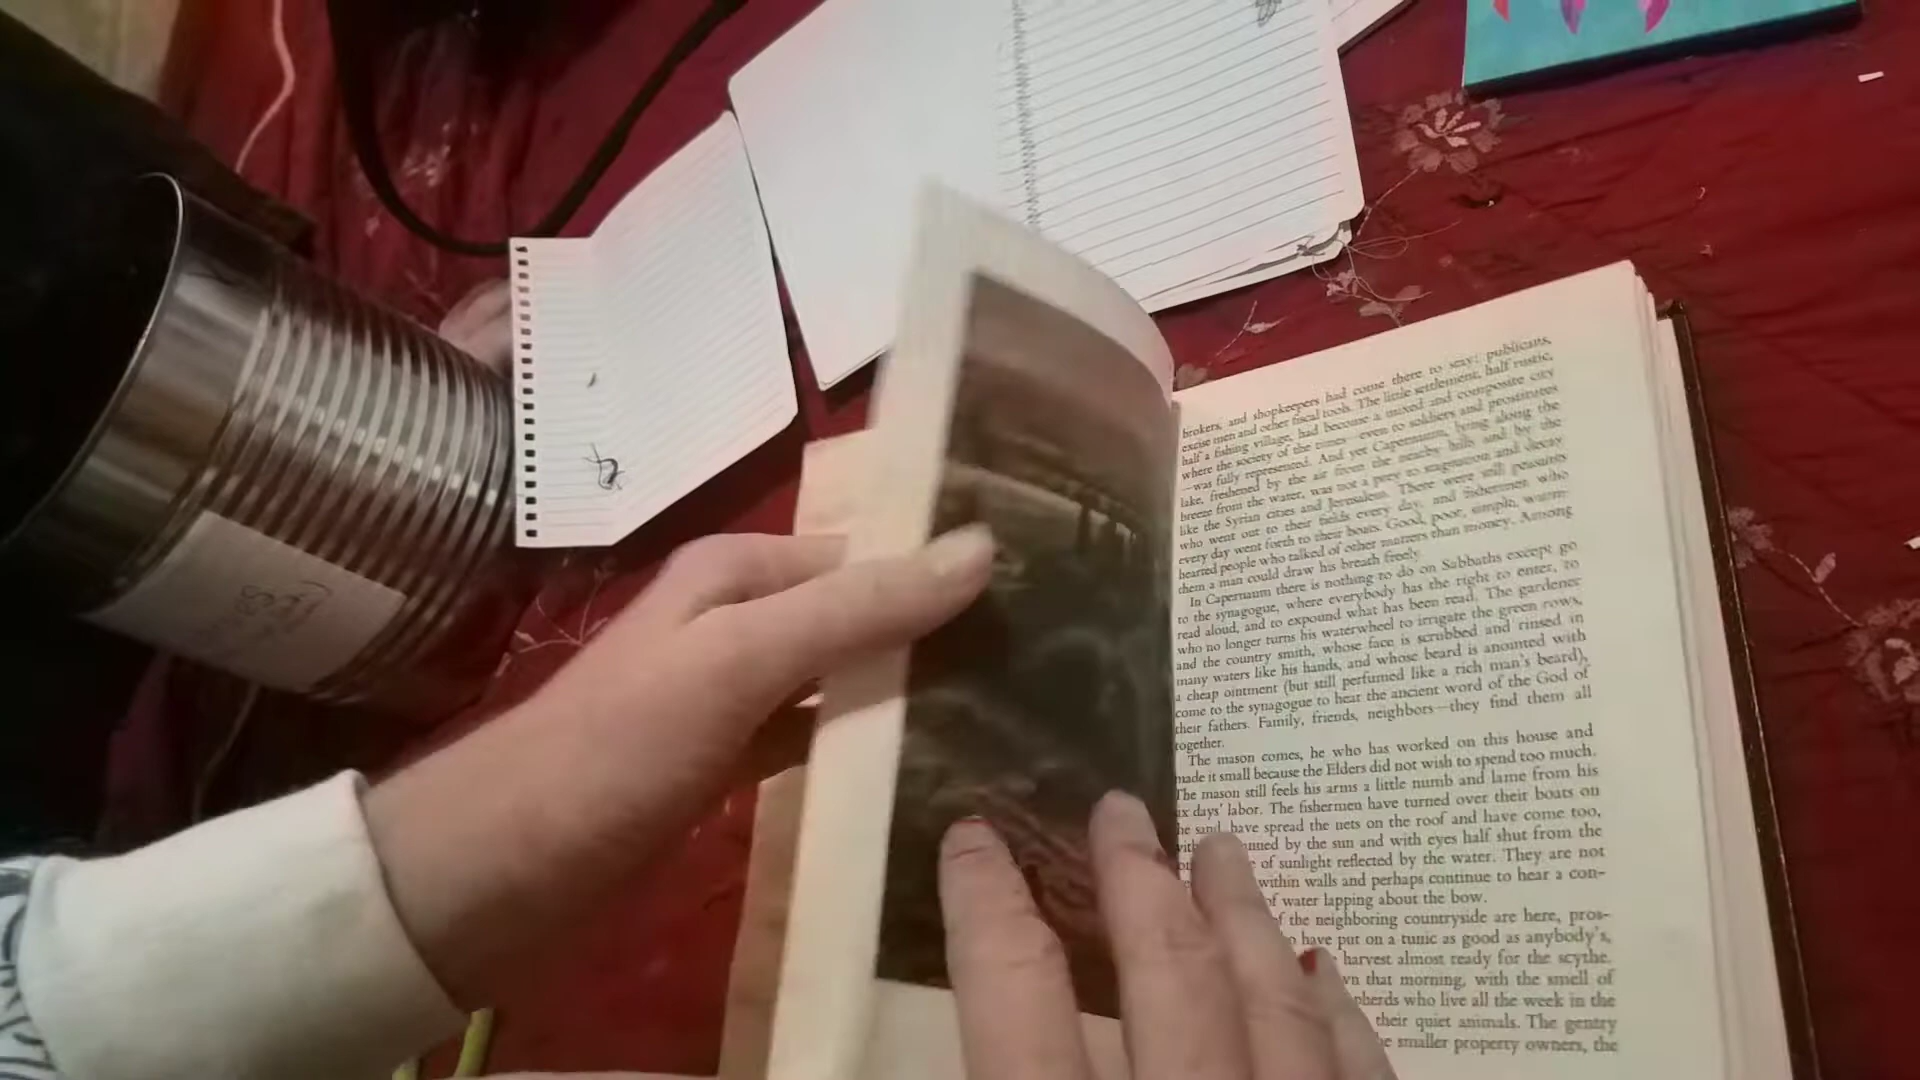 brokers, and shopkeepers had come there to stay: publicans,
excise men and other fiscal tools. The little settlement, half rustic,
half a fishing village, had become a mixed and composite city
where the society of the times—even to soldiers and prostitutes
—was fully represented. And yet Capernaum, lying along the
lake, freshened by the air from the nearby hills and by the
breeze from the water, was not a prey to stagnation and decay
like the Syrian cities and Jerusalem. There were still peasants
who went out to their fields every day, and fishermen who
every day went forth to their boats. Good, poor, simple, warm-
hearted people who talked of other matters than money. Among
them a man could draw his breath freely.
In Capernaum there is nothing to do on Sabbaths except go
to the synagogue, where everybody has the right to enter, to
read aloud, and to expound what has been read. The gardener
who no longer turns his waterwheel to irrigate the green rows,
and the country smith, whose face is scrubbed and rinsed in
many waters like his hands, and whose beard is anointed with
a cheap ointment (but still perfumed like a rich man's beard),
come to the synagogue to hear the ancient word of the God of
their fathers. Family, friends, neighbors—they find them all
together.
The mason comes, he who has worked on this house and
made it small because the Elders did not wish to spend too much.
The mason still feels his arms a little numb and lame from his
six days' labor. The fishermen have turned over their boats on
he sand, have spread the nets on the roof and have come too,
by the sun and with eyes half shut from the
of sunlight reflected by the water. They are not
within walls and perhaps continue to hear a con-
of water lapping about the bow.
of the neighboring countryside are here, pros-
have put on a tunic as good as anybody's,
harvest almost ready for the scythe.
that morning, with the smell of
who live all the week in the
their quiet animals. The gentry
smaller property owners, the